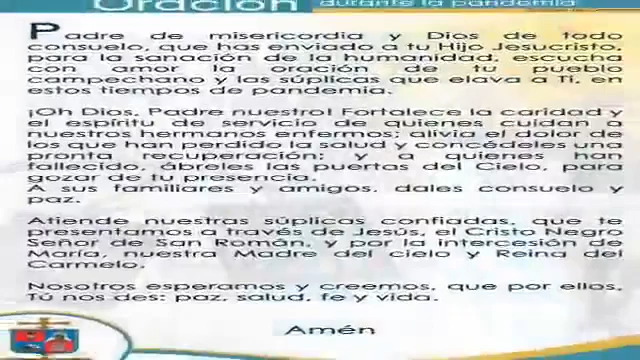 Oración durante la pandemia
Padre de misericordia y Dios de todo
consuelo, que has enviado a tu Hijo Jesucristo,
para la sanación de la humanidad, escucha
con amor la oración de tu pueblo
campechano y las súplicas que elava a Ti, en
estos tiempos de pandemia.
¡Oh Dios, Padre nuestro! Fortalece la caridad y
el espíritu de servicio de quienes cuidan a
nuestros hermanos enfermos; alivia el dolor de
los que han perdido la salud y concédeles una
pronta recuperación; y a quienes han
fallecido, ábreles las puertas del Cielo, para
gozar de tu presencia.
A sus familiares y amigos, dales consuelo y
paz.
Atiende nuestras súplicas confiadas, que te
presentamos a través de Jesús, el Cristo Negro
Señor de San Román, y por la intercesión de
María, nuestra Madre del cielo y Reina del
Carmelo.
Nosotros esperamos y creemos, que por ellos,
Tú nos des: paz, salud, fe y vida.
Amén